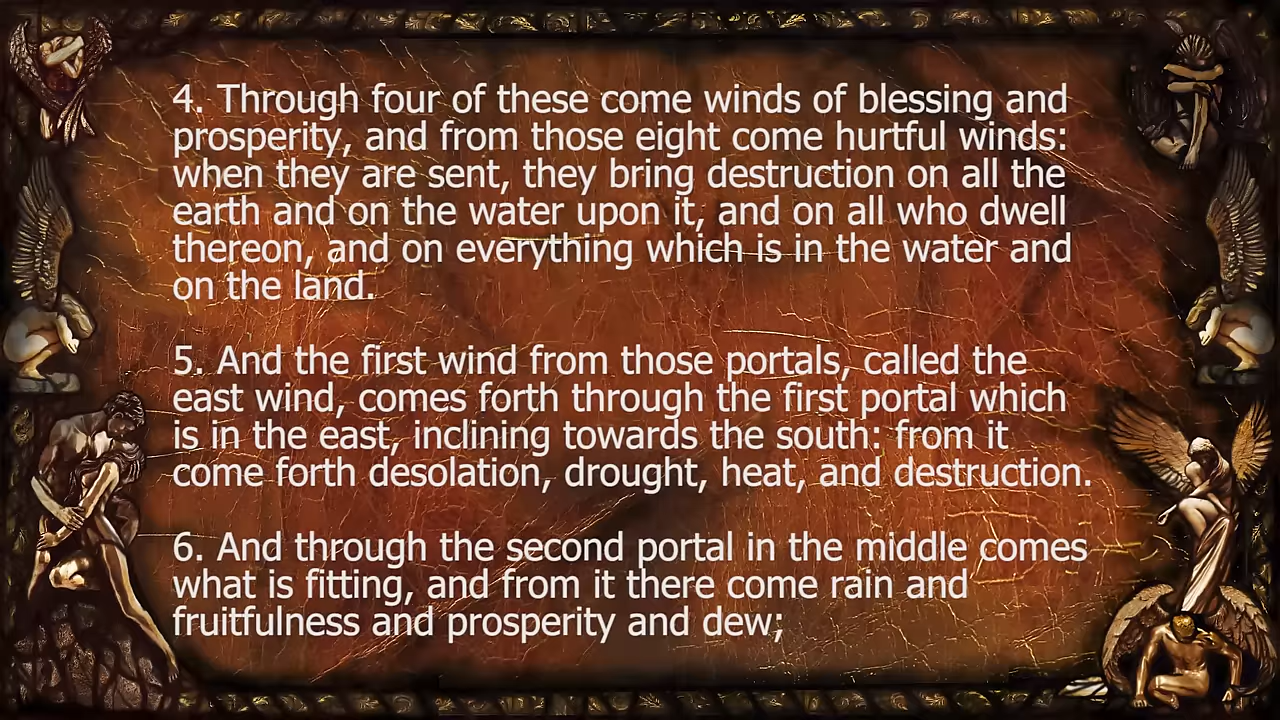 4. Through four of these come winds of blessing and
prosperity, and from those eight come hurtful winds:
when they are sent, they bring destruction on all the
earth and on the water upon it, and on all who dwell
thereon, and on everything which is in the water and
on the land.
5. And the first wind from those portals, called the
east wind, comes forth through the first portal which
is in the east, inclining towards the south: from it
come forth desolation, drought, heat, and destruction.
6. And through the second portal in the middle comes
what is fitting, and from it there come rain and
fruitfulness and prosperity and dew;